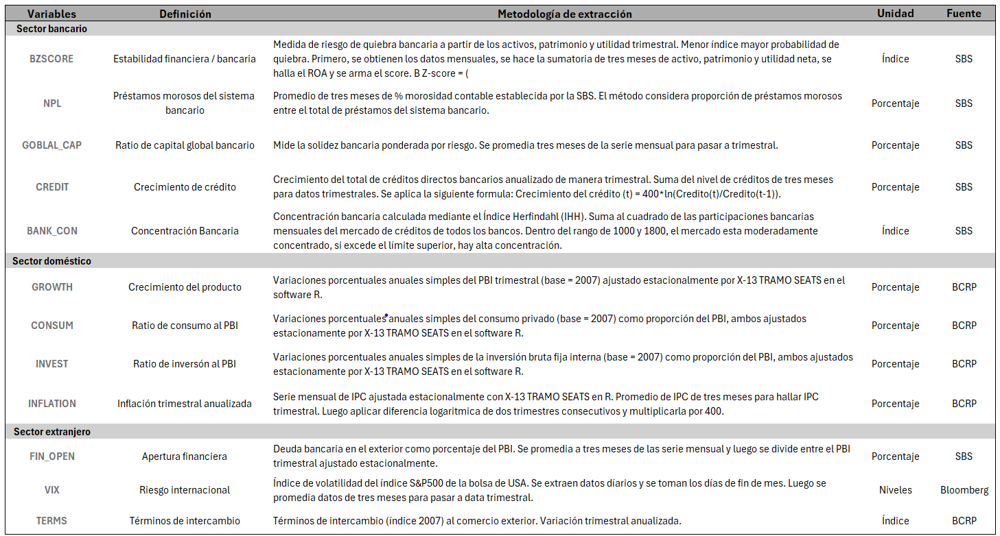 Variables Definición Metodología de extracción Unidad Fuente
Sector bancario
Medida de riesgo de quiebra bancaria a partir de los activos, patrimonio y utilidad trimestral. Menor índice mayor probabilidad de
BZSCORE Estabilidad financiera / bancaria quiebra. Primero, se obtienen los datos mensuales, se hace la sumatoria de tres meses de activo, patrimonio y utilidad neta, se Índice SBS
halla el ROA y se arma el score. B Z-score = (
Préstamos morosos del sistema Promedio de tres meses de % morosidad contable establecida por la SBS. El método considera proporción de préstamos morosos
NPL Porcentaje SBS
bancario entre el total de préstamos del sistema bancario.
GOBLAL_CAP Ratio de capital global bancario Mide la solidez bancaria ponderada por riesgo. Se promedia tres meses de la serie mensual para pasar a trimestral. Porcentaje SBS
Crecimiento del total de créditos directos bancarios anualizado de manera trimestral. Suma del nivel de créditos de tres meses
CREDIT Crecimiento de crédito Porcentaje SBS
para datos trimestrales. Se aplica la siguiente formula: Crecimiento del crédito (t) = 400*ln(Credito(t)/Credito(t-1)).
Concentración bancaria calculada mediante el Índice Herfindahl (IHH). Suma al cuadrado de las participaciones bancarias
BANK_CON Concentración Bancaria mensuales del mercado de créditos de todos los bancos. Dentro del rango de 1000 y 1800, el mercado esta moderadamente Índice SBS
concentrado, si excede el límite superior, hay alta concentración.
Sector doméstico
Variaciones porcentuales anuales simples del PBI trimestral (base = 2007) ajustado estacionalmente por X-13 TRAMO SEATS en el
GROWTH Crecimiento del producto Porcentaje BCRP
software R.
Variaciones porcentuales anuales simples del consumo privado (base = 2007) como proporción del PBI, ambos ajustados
CONSUM Ratio de consumo al PBI Porcentaje BCRP
estacionamente por X-13 TRAMO SEATS en el software R.
Variaciones porcentuales anuales simples de la inversión bruta fija interna (base = 2007) como proporción del PBI, ambos ajustados
INVEST Ratio de inversón al PBI Porcentaje BCRP
estacionamente por X-13 TRAMO SEATS en el software R.
Serie mensual de IPC ajustada estacionalmente con X-13 TRAMO SEATS en R. Promedio de IPC de tres meses para hallar IPC
INFLATION Inflación trimestral anualizada Porcentaje BCRP
trimestral. Luego aplicar diferencia logaritmica de dos trimestres consecutivos y multiplicarla por 400.
Sector extranjero
Deuda bancaria en el exterior como porcentaje del PBI. Se promedia a tres meses de las serie mensual y luego se divide entre el PBI
FIN_OPEN Apertura financiera Porcentaje SBS
trimestral ajustado estacionalmente.
Índice de volatilidad del índice S&P500 de la bolsa de USA. Se extraen datos díarios y se toman los días de fin de mes. Luego se
VIX Riesgo internacional Niveles Bloomberg
promedia datos de tres meses para pasar a data trimestral.
TERMS Términos de intercambio Términos de intercambio (índice 2007) al comercio exterior. Variación trimestral anualizada. Índice BCRP